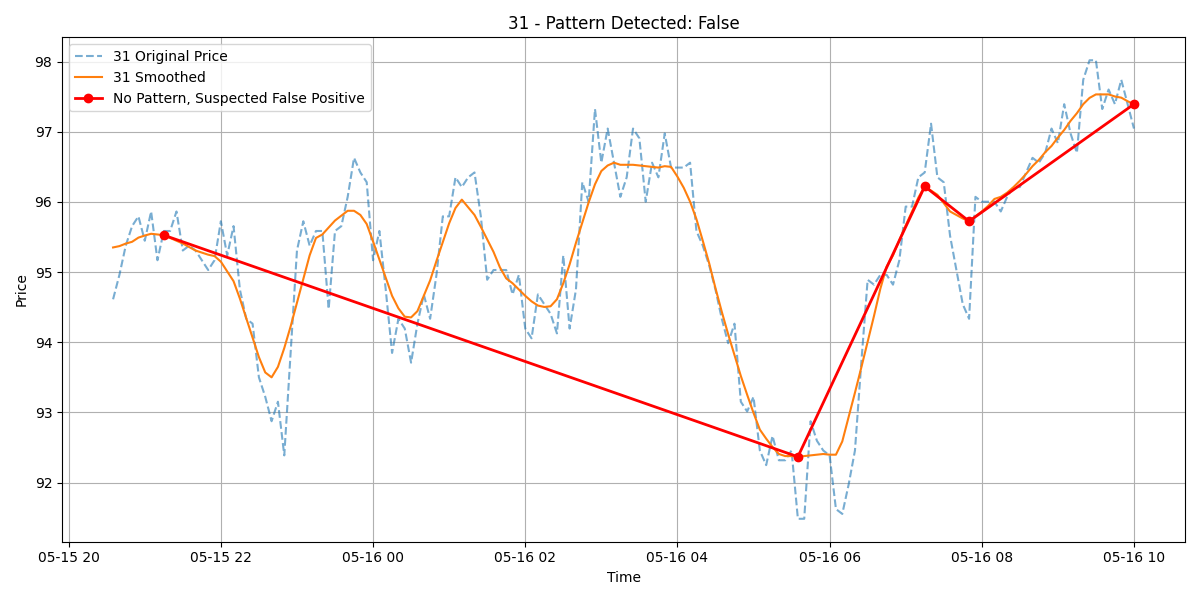 31 - Pattern Detected: False
31 Original Price
31 Smoothed
No Pattern, Suspected False Positive
98
97
96
95
94
93
92
Price
05-15 20
05-15 22
05-16 00
05-16 02
05-16 04
05-16 06
05-16 08
05-16 10
Time